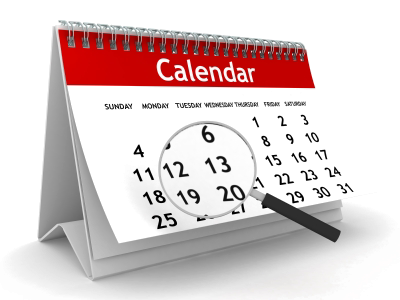 Calendar
SUNDAY MONDAY TUESDAY WEDNESDAY THURSDAY FRIDAY SATURDAY
1 2 3
4 6 8 9 10
11 12 13 15 16 17
18 19 20 22 23 24
25 27 29 30 31